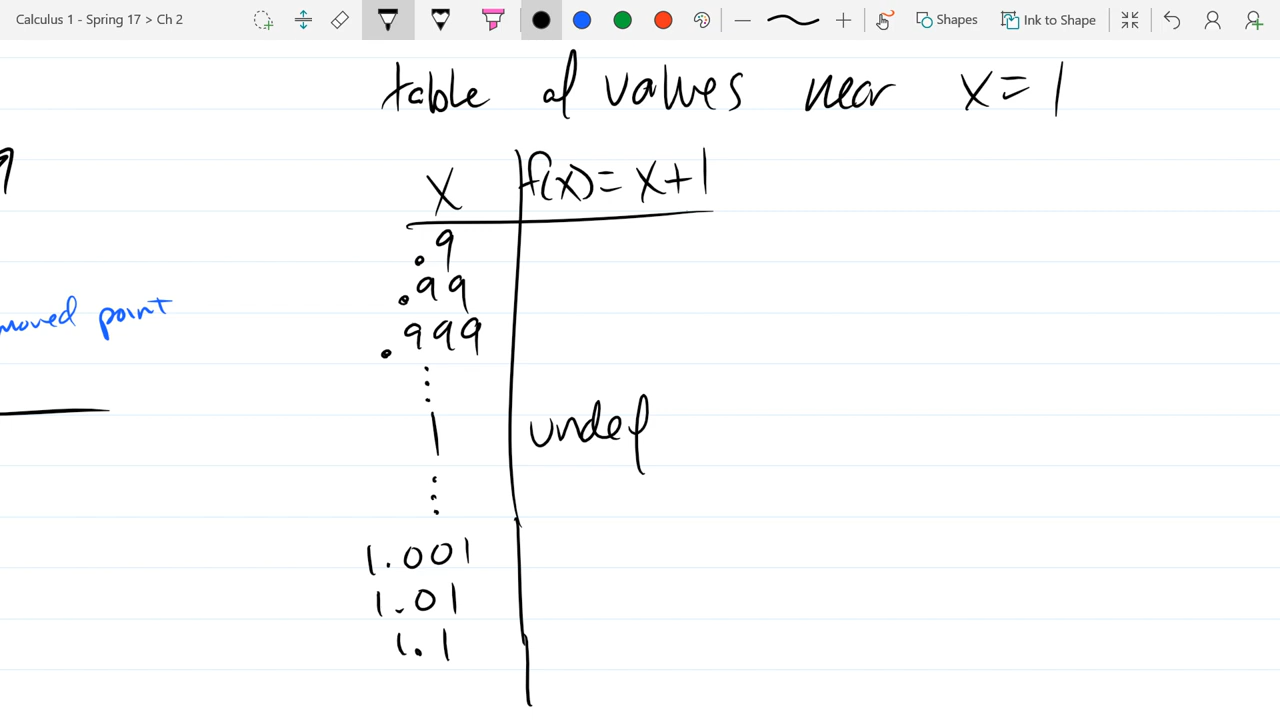 Calculus 1 - Spring 17 > Ch 2
Shapes
Ink to Shape
table of values near x = 1
x f(x) = x+1
.9
.99
.999
⋮
1 undef
⋮
1.001
1.01
1.1
moved point